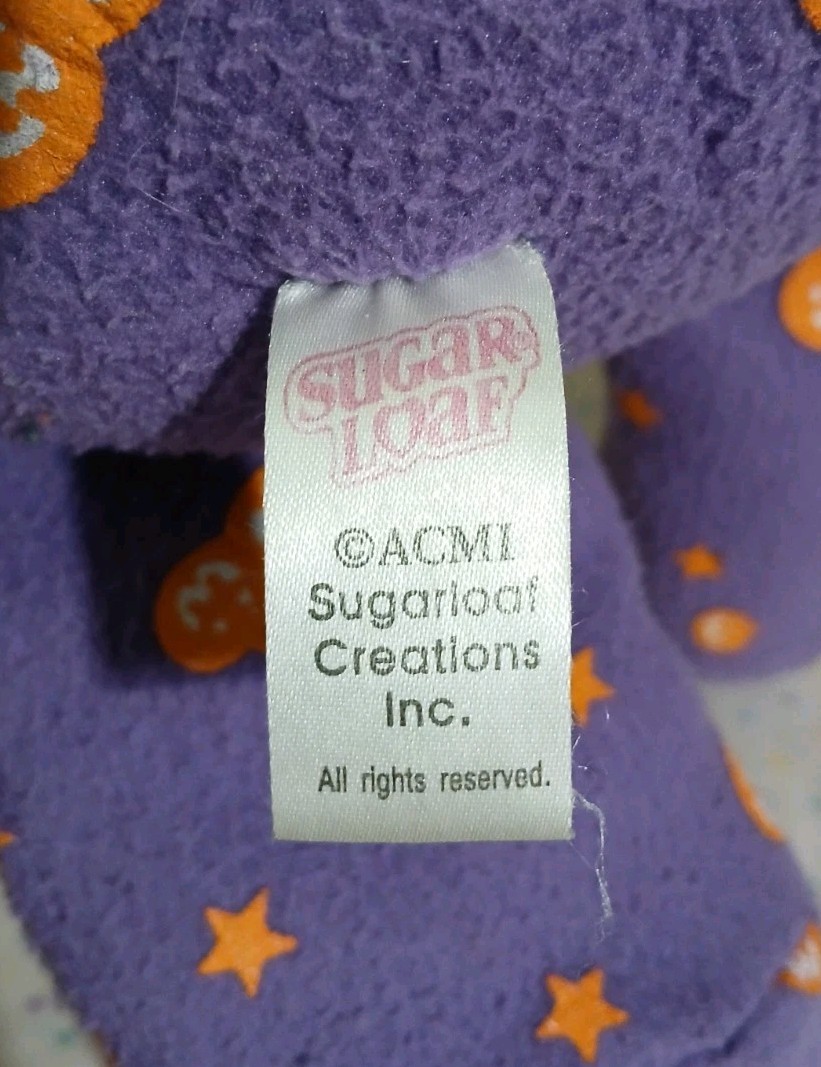 SUGAR
LOAF
©ACMI
Sugarloaf
Creations
Inc.
All rights reserved.